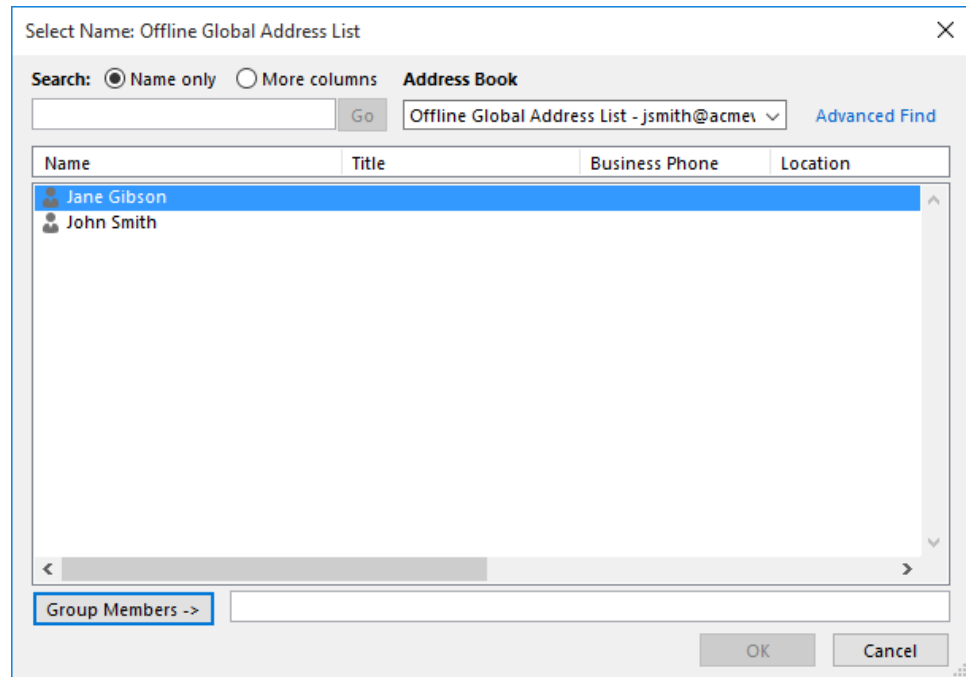 Select Name: Offline Global Address List
Search: Name only More columns Address Book
Go Offline Global Address List - jsmith@acmev Advanced Find
Name Title Business Phone Location
Jane Gibson
John Smith
Group Members ->
OK Cancel